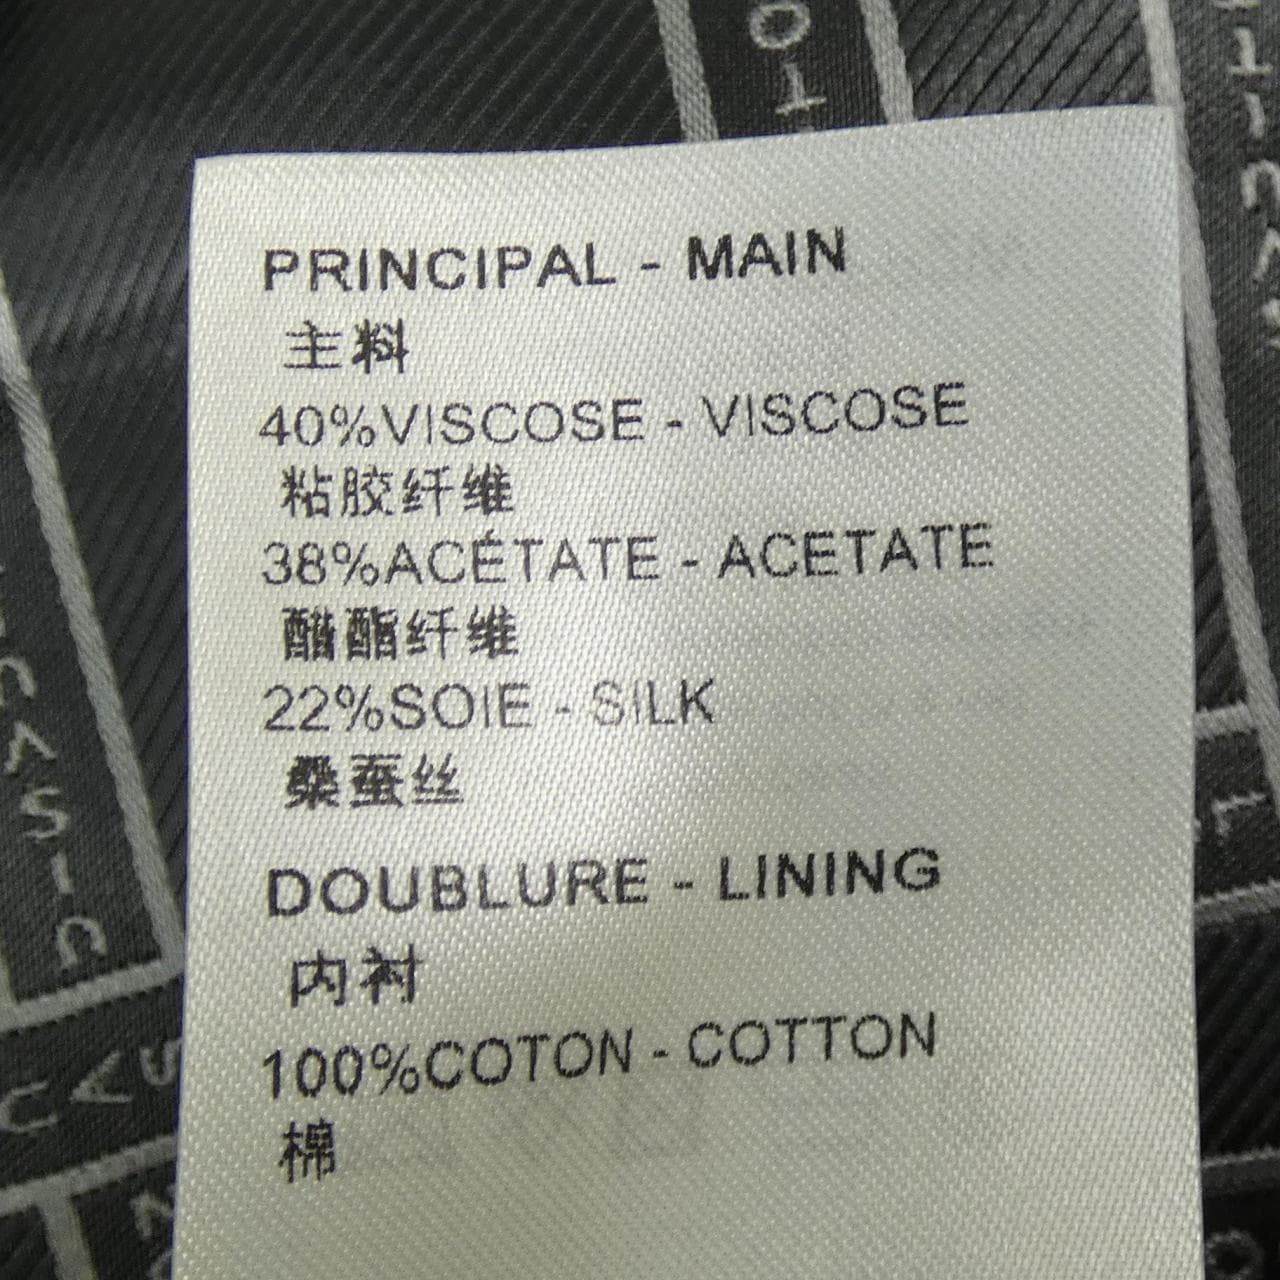 PRINCIPAL - MAIN
主料
40%VISCOSE - VISCOSE
粘胶纤维
38%ACÉTATE - ACETATE
醋酯纤维
22%SOIE - SILK
桑蚕丝
DOUBLURE - LINING
内衬
100%COTON - COTTON
棉